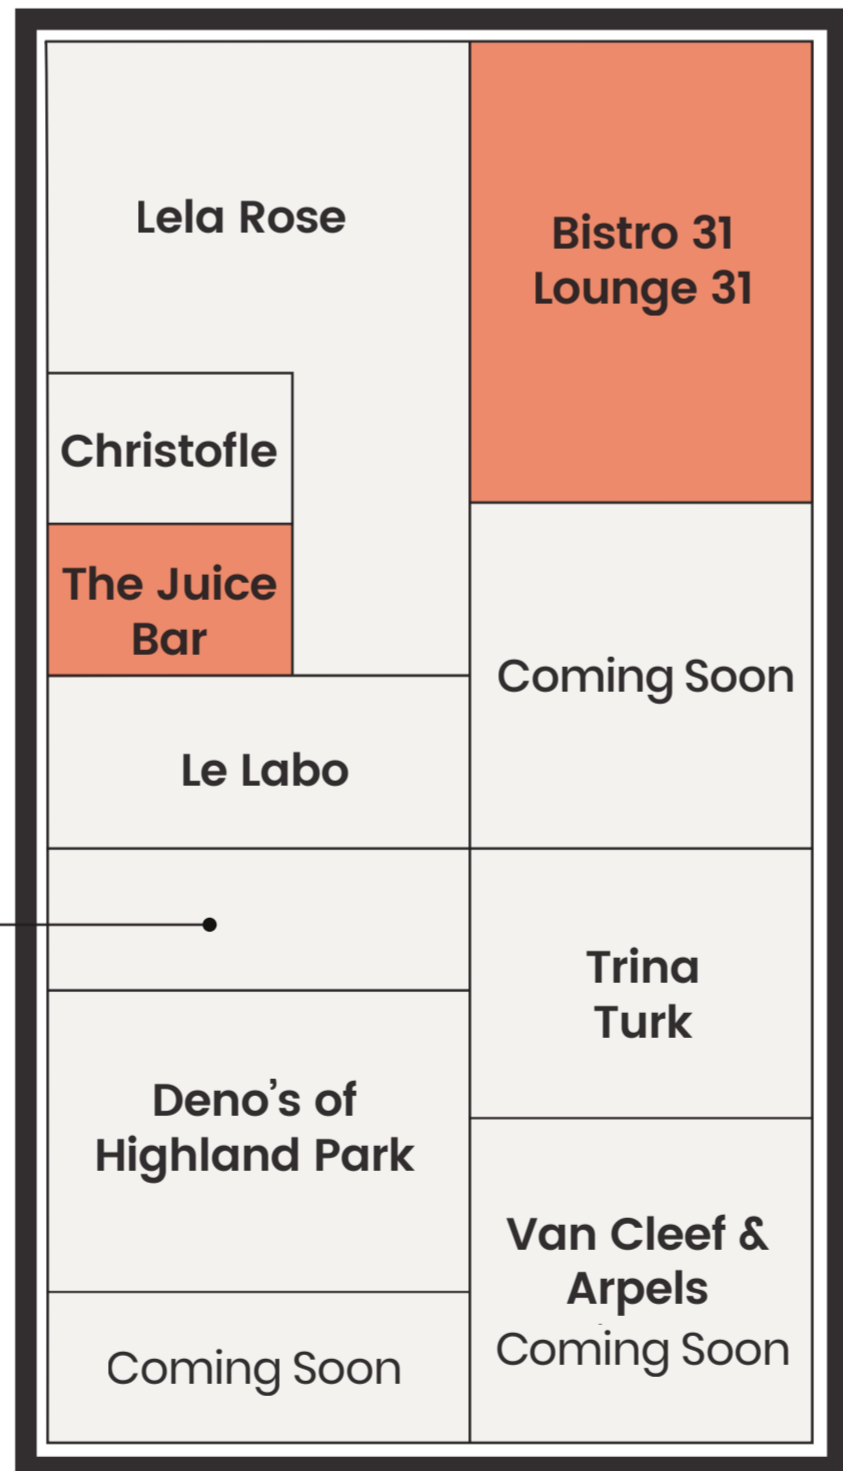 Lela Rose
Bistro 31
Lounge 31
Christofle
The Juice
Bar
Coming Soon
Le Labo
Trina
Turk
Deno’s of
Highland Park
Van Cleef &
Arpels
Coming Soon
Coming Soon